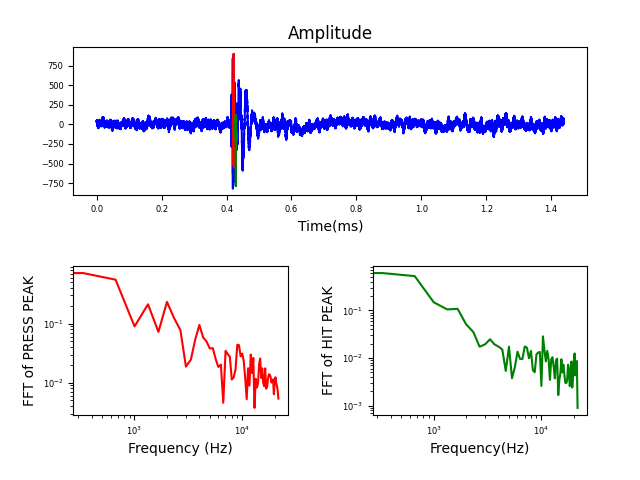 Amplitude
750
500
250
0
−250
−500
−750
0.0 0.2 0.4 0.6 0.8 1.0 1.2 1.4
Time(ms)
FFT of PRESS PEAK
10⁻¹
10⁻²
10³ 10⁴
Frequency (Hz)
FFT of HIT PEAK
10⁻¹
10⁻²
10⁻³
10³ 10⁴
Frequency(Hz)